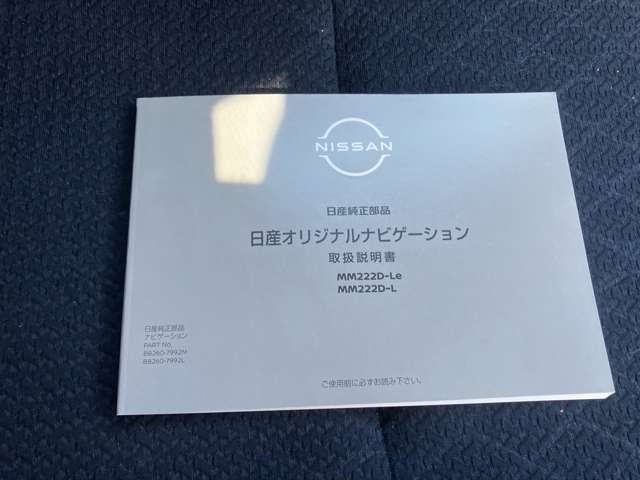 NISSAN
日産純正部品
日産オリジナルナビゲーション
取扱説明書
MM222D-Le
MM222D-L
日産純正部品
ナビゲーション
PART No.
B8260-7992M
B8260-7992L
ご使用前に必ずお読み下さい。